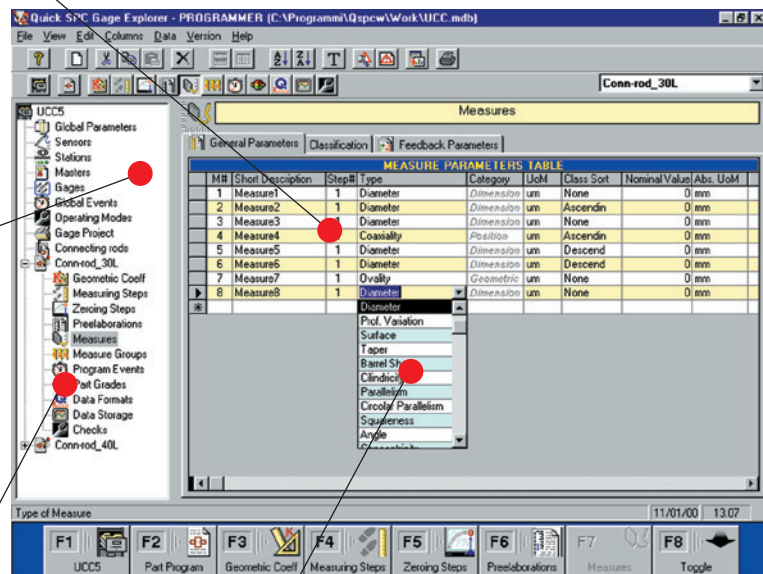 Quick SPC Gage Explorer - PROGRAMMER (C:\Programmi\Qspcw\Work\UCC.mdb)
File View Edit Columns Data Version Help
Conn-rod_30L
UCC5
Global Parameters
Sensors
Stations
Masters
Gages
Global Events
Operating Modes
Gage Project
Connecting rods
Conn-rod_30L
Geometric Coeff
Measuring Steps
Zeroing Steps
Preelaborations
Measures
Measure Groups
Program Events
Part Grades
Data Formats
Data Storage
Checks
Conn-rod_40L
Measures
General Parameters Classification Feedback Parameters
MEASURE PARAMETERS TABLE
M# Short Description Step# Type Category UoM Class Sort Nominal Value Abs. UoM
1 Measure1 1 Diameter Dimension um None 0 mm
2 Measure2 1 Diameter Dimension um Ascendin 0 mm
3 Measure3 1 Diameter Dimension um None 0 mm
4 Measure4 1 Coaxiality Position um Ascendin 0 mm
5 Measure5 1 Diameter Dimension um Descend 0 mm
6 Measure6 1 Diameter Dimension um Descend 0 mm
7 Measure7 1 Ovality Geometric um None 0 mm
8 Measure8 1 Diameter Dimension um None 0 mm
Diameter
Prof. Variation
Surface
Taper
Barrel
Clindricity
Parallelism
Circolar Parallelism
Squareness
Angle
Type of Measure 11/01/00 13.07
F1 F2 F3 F4 F5 F6 F7 F8
UCC5 Part Program Geometric Coeff Measuring Steps Zeroing Steps Preelaborations Measures Toggle